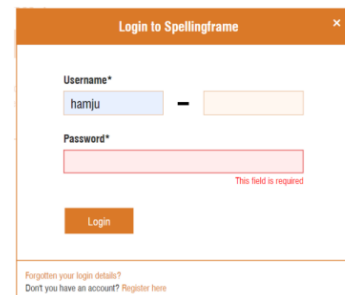 Login to Spellingframe
×
Username*
hamju
Password*
This field is required
Login
Forgotten your login details?
Don't you have an account? Register here